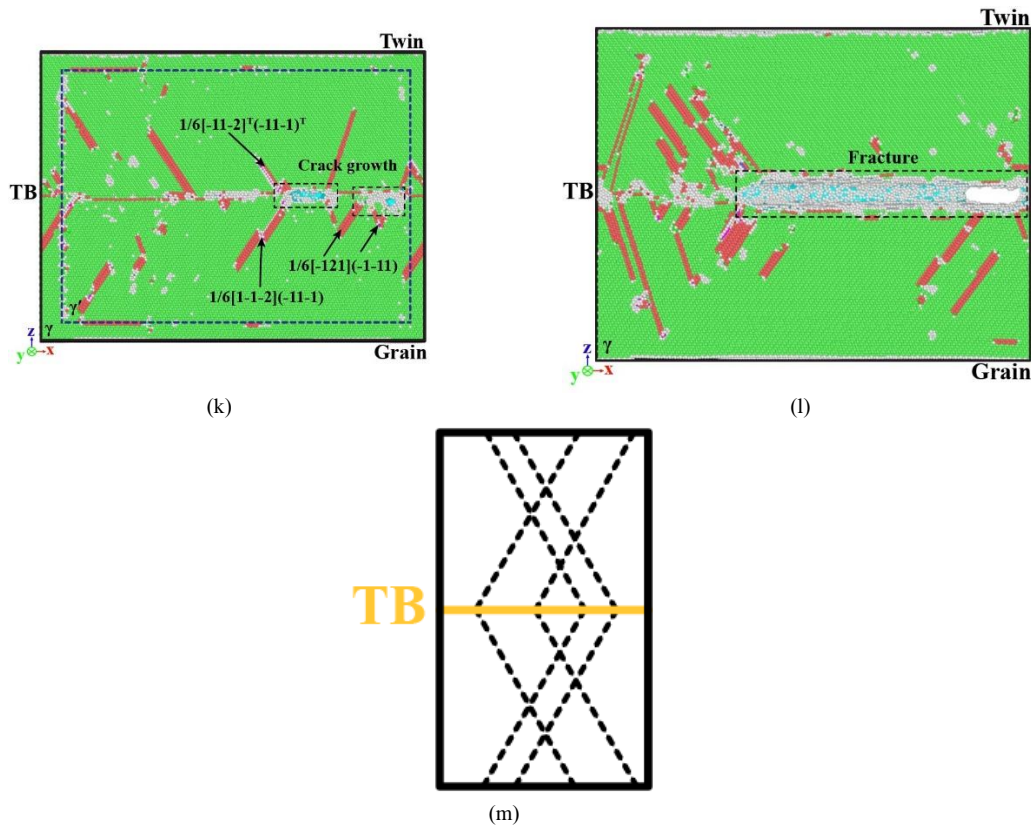 Twin
1/6[-11-2]ᵀ(-11-1)ᵀ
Crack growth
TB
1/6[-121](-1-11)
1/6[1-1-2](-11-1)
γ'
γ
z
y x
Grain
(k)
Twin
Fracture
TB
γ
z
y x
Grain
(l)
TB
(m)